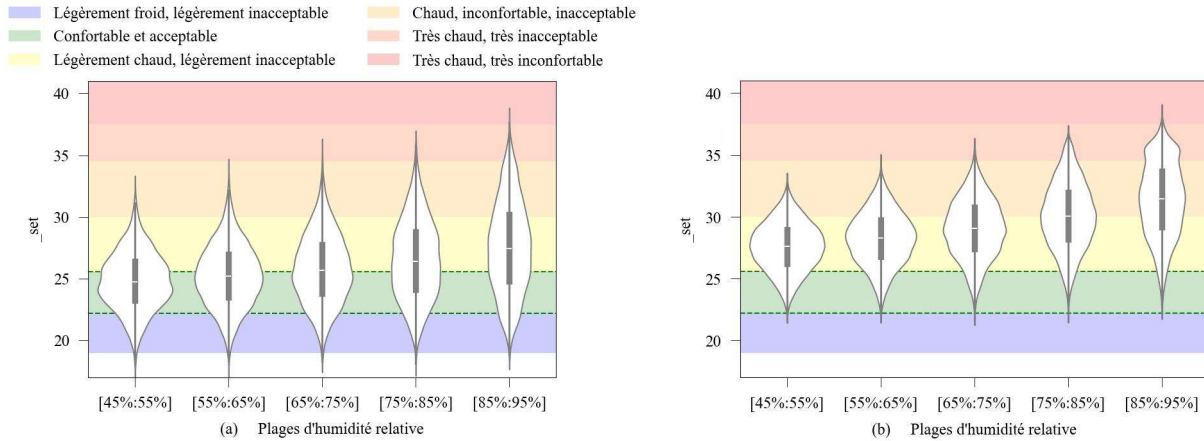 Légèrement froid, légèrement inacceptable
Confortable et acceptable
Légèrement chaud, légèrement inacceptable
Chaud, inconfortable, inacceptable
Très chaud, très inacceptable
Très chaud, très inconfortable
40
35
30
25
20
_set
[45%:55%] [55%:65%] [65%:75%] [75%:85%] [85%:95%]
(a) Plages d'humidité relative
40
35
30
25
20
_set
[45%:55%] [55%:65%] [65%:75%] [75%:85%] [85%:95%]
(b) Plages d'humidité relative